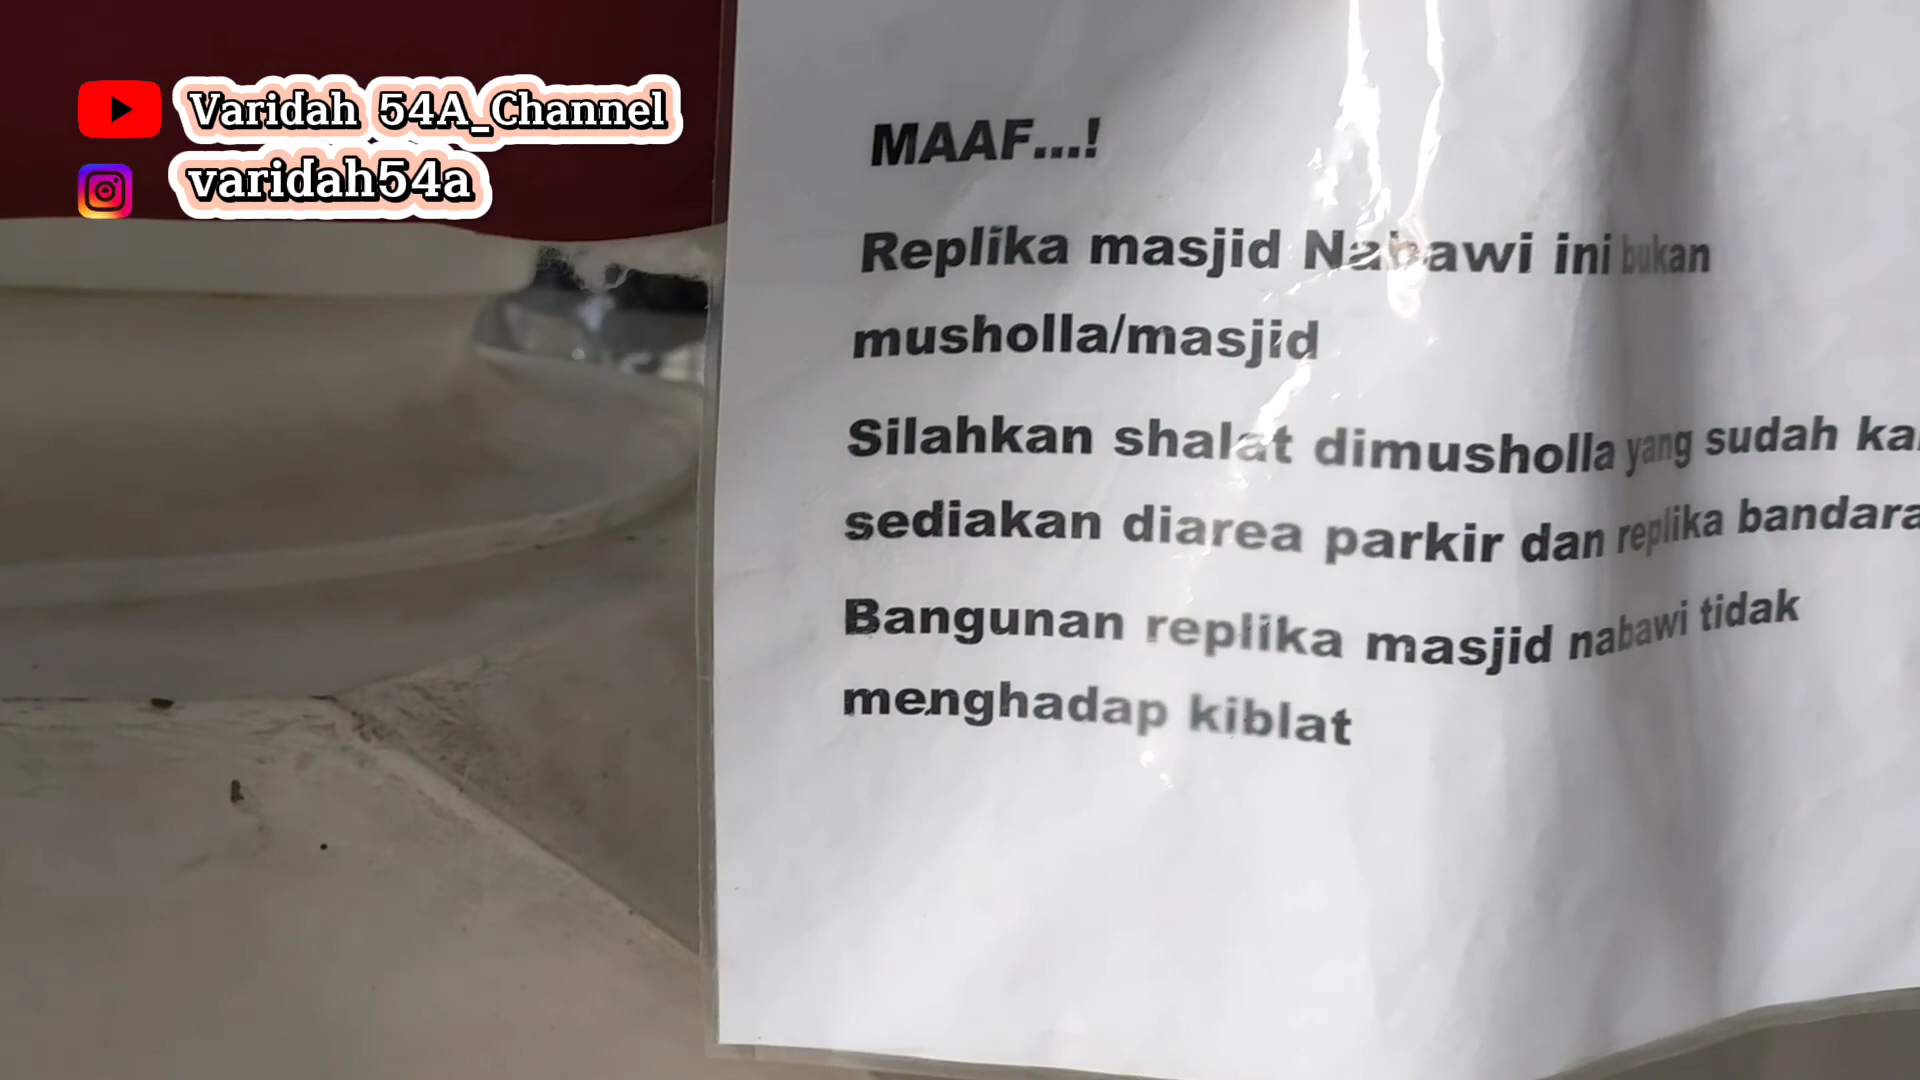 Varidah 54A_Channel
varidah54a
MAAF...!
Replika masjid Nabawi ini bukan
musholla/masjid
Silahkan shalat dimusholla yang sudah
sediakan diarea parkir dan replika bandara
Bangunan replika masjid nabawi tidak
menghadap kiblat